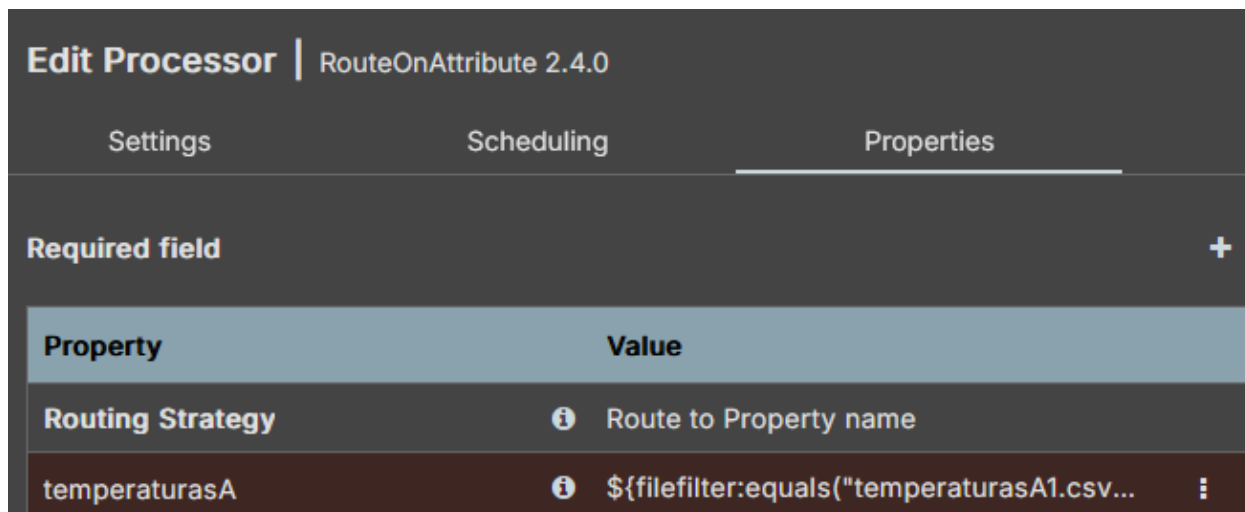 Edit Processor | RouteOnAttribute 2.4.0
Settings Scheduling Properties
Required field +
Property Value
Routing Strategy Route to Property name
temperaturasA ${filefilter:equals("temperaturasA1.csv...